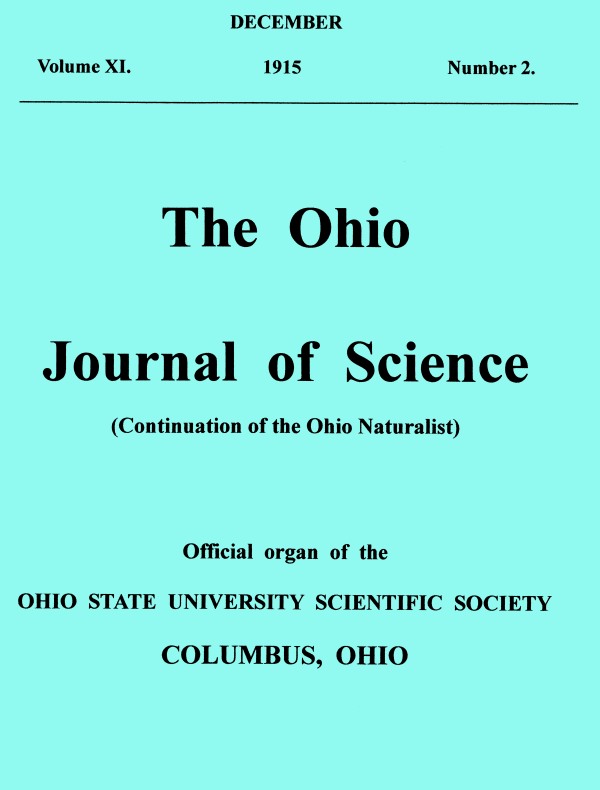 DECEMBER
Volume XI. 1915 Number 2.
The Ohio
Journal of Science
(Continuation of the Ohio Naturalist)
Official organ of the
OHIO STATE UNIVERSITY SCIENTIFIC SOCIETY
COLUMBUS, OHIO